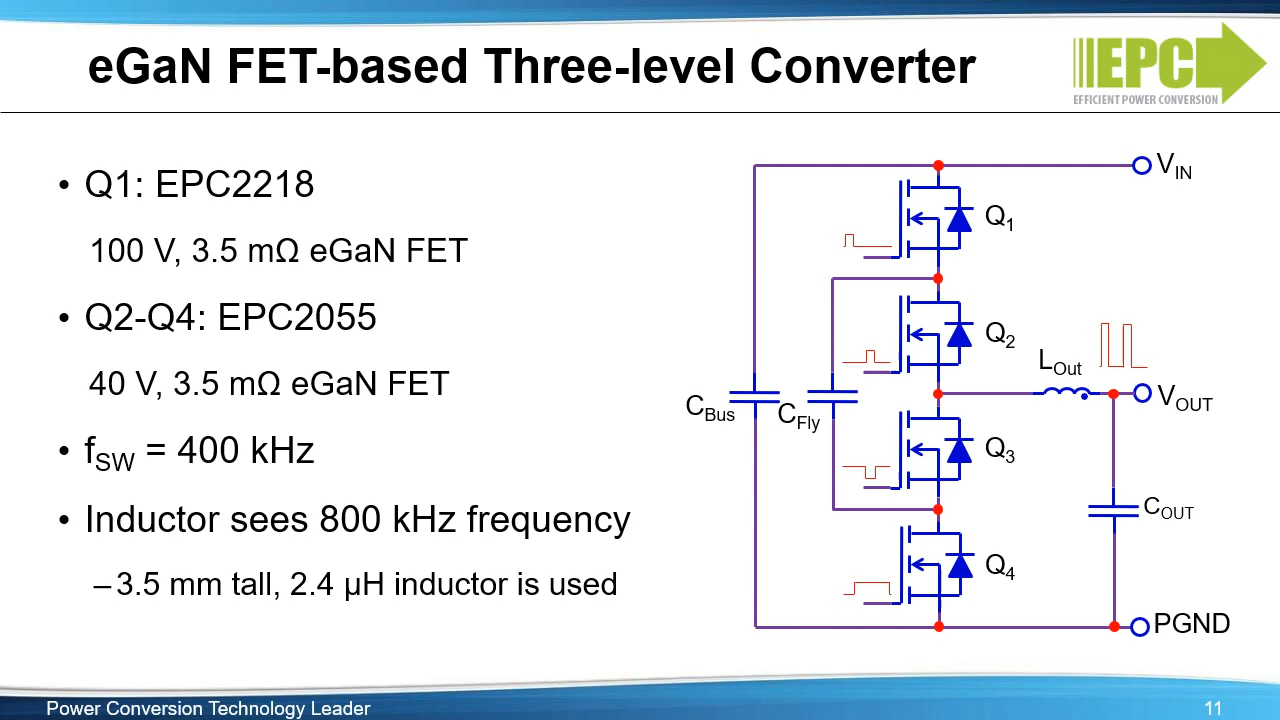 eGaN FET-based Three-level Converter
EPC
EFFICIENT POWER CONVERSION
• Q1: EPC2218
100 V, 3.5 mΩ eGaN FET
• Q2-Q4: EPC2055
40 V, 3.5 mΩ eGaN FET
• fSW = 400 kHz
• Inductor sees 800 kHz frequency
– 3.5 mm tall, 2.4 µH inductor is used
VIN
Q1
Q2
LOut
VOUT
CBus
CFly
Q3
COUT
Q4
PGND
Power Conversion Technology Leader
11